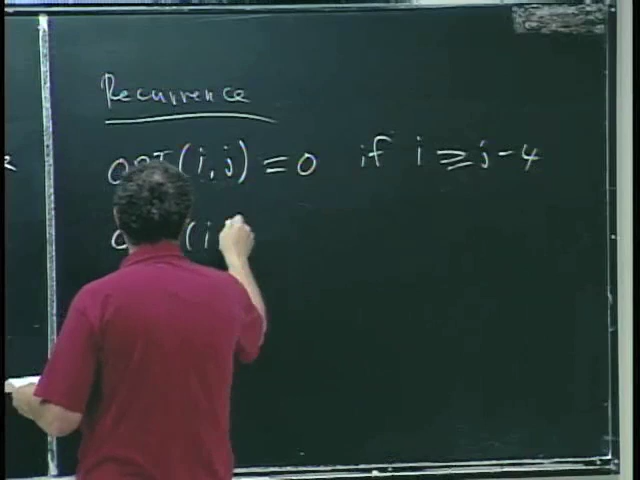 Recurrence
OPT(i,j) = 0 if i ≥ j-4
(i